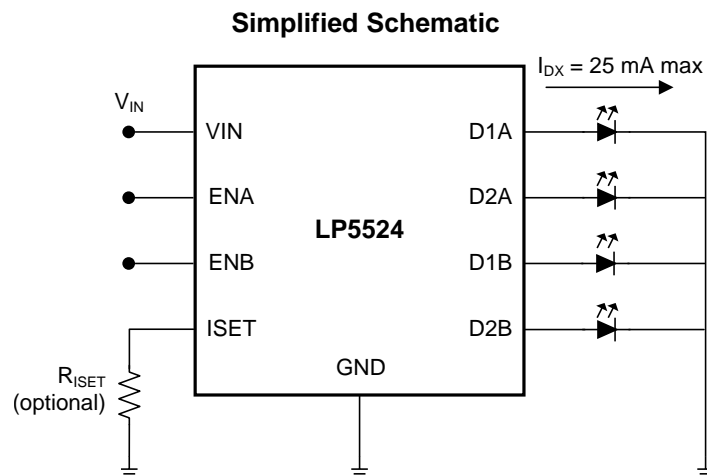 Simplified Schematic
I_DX = 25 mA max
V_IN
VIN
D1A
ENA
D2A
LP5524
ENB
D1B
ISET
D2B
GND
R_ISET
(optional)